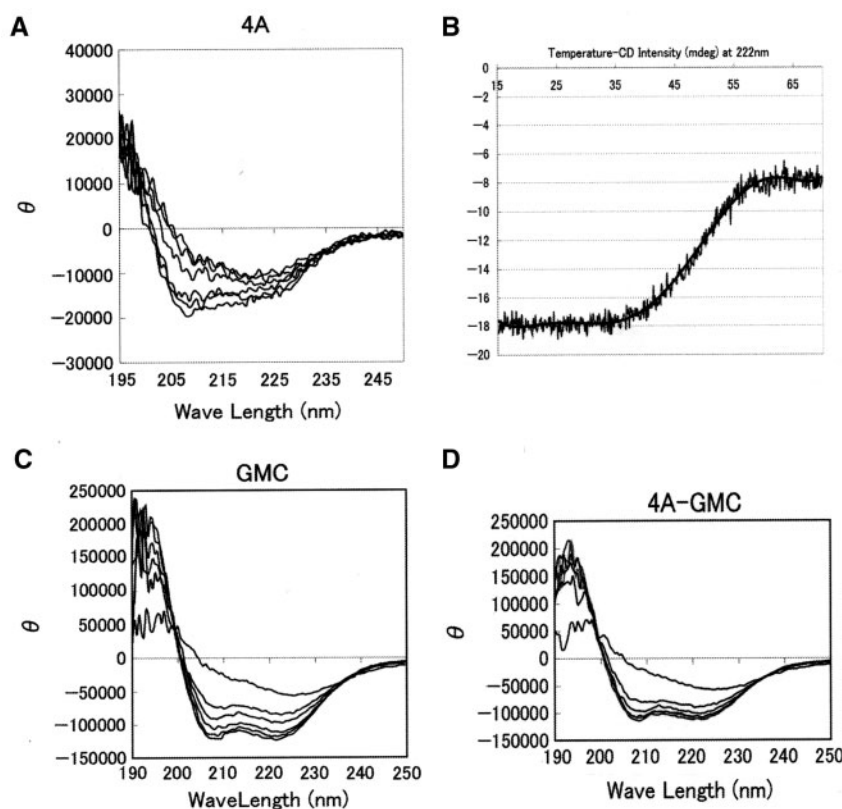 A
4A
40000
30000
20000
10000
0
−10000
−20000
−30000
θ
195 205 215 225 235 245
Wave Length (nm)
B
Temperature-CD Intensity (mdeg) at 222nm
0
15 25 35 45 55 65
−2
−4
−6
−8
−10
−12
−14
−16
−18
−20
C
GMC
250000
200000
150000
100000
50000
0
−50000
−100000
−150000
θ
190 200 210 220 230 240 250
WaveLength (nm)
D
4A-GMC
250000
200000
150000
100000
50000
0
−50000
−100000
−150000
θ
190 200 210 220 230 240 250
Wave Length (nm)